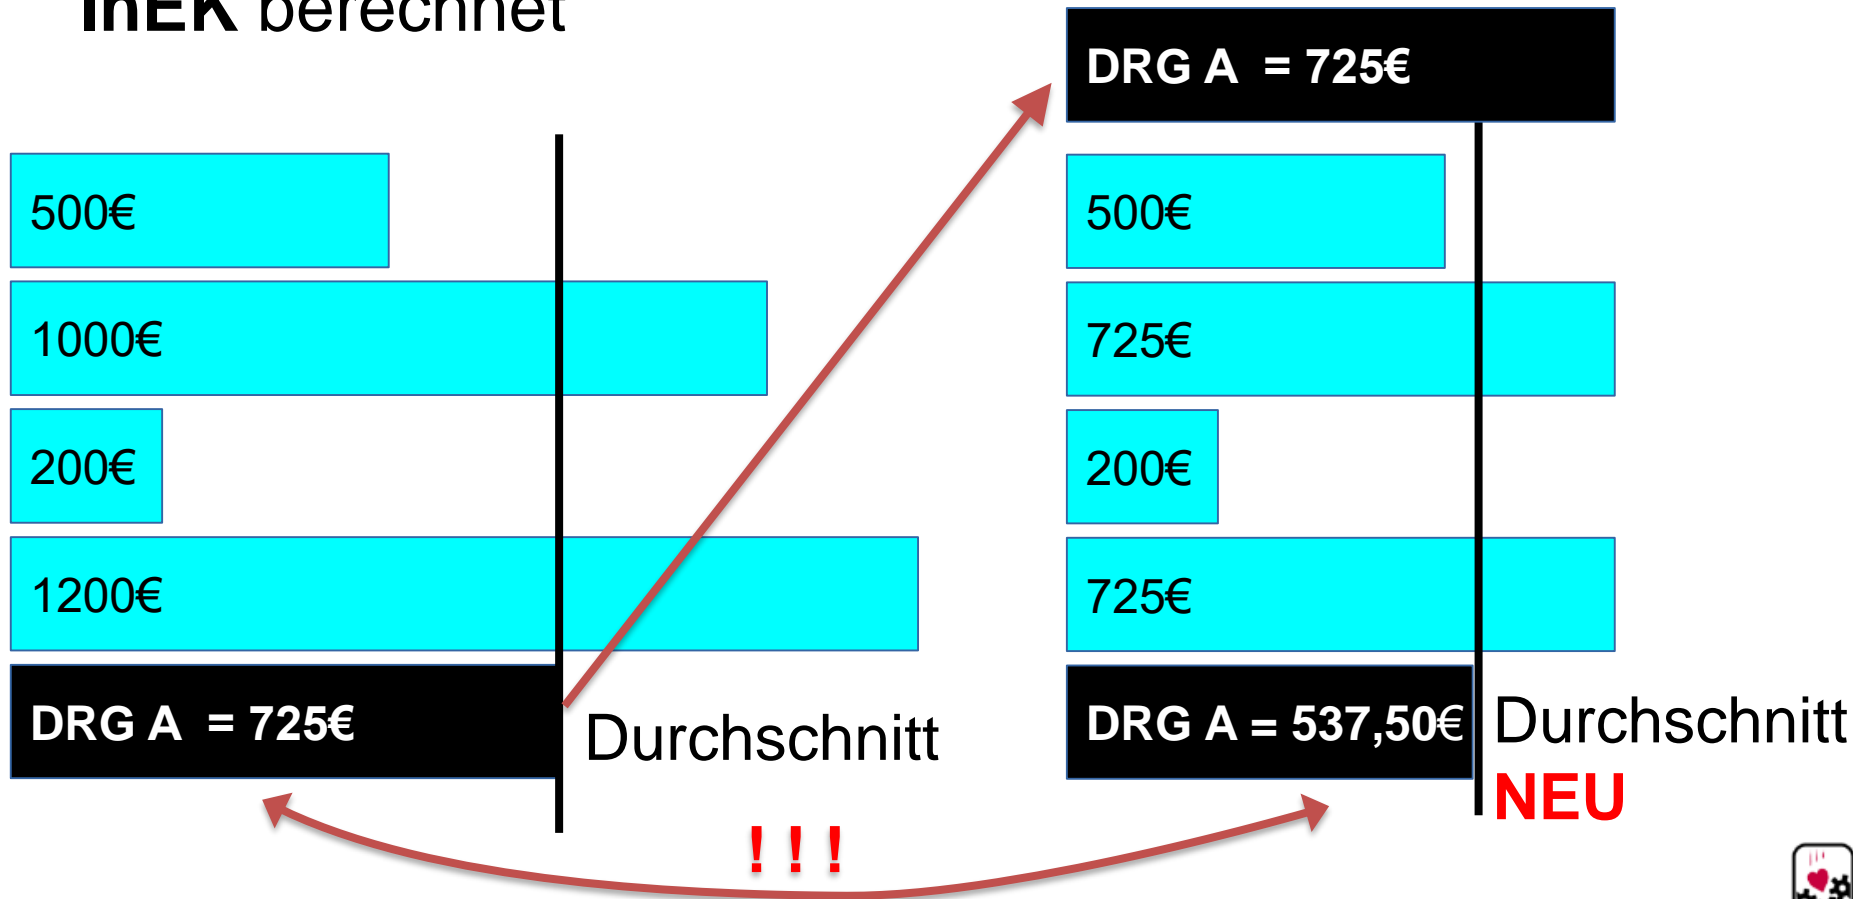 InEK berechnet
500€
1000€
200€
1200€
DRG A = 725€
Durchschnitt
! ! !
DRG A = 725€
500€
725€
200€
725€
DRG A = 537,50€
Durchschnitt
NEU